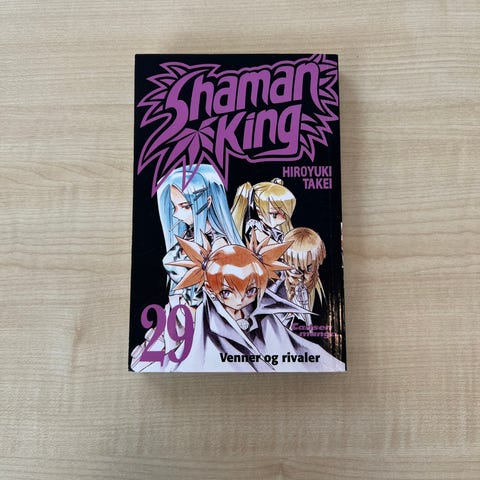 Shaman
King
HIROYUKI
TAKEI
Carlsen
manga
29
Venner og rivaler